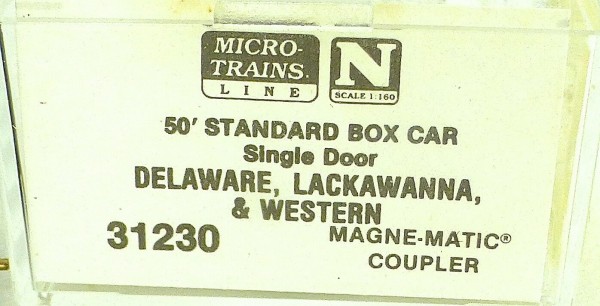 MICRO-
TRAINS®
LINE
N
SCALE 1:160
50' STANDARD BOX CAR
Single Door
DELAWARE, LACKAWANNA,
& WESTERN
31230
MAGNE-MATIC®
COUPLER